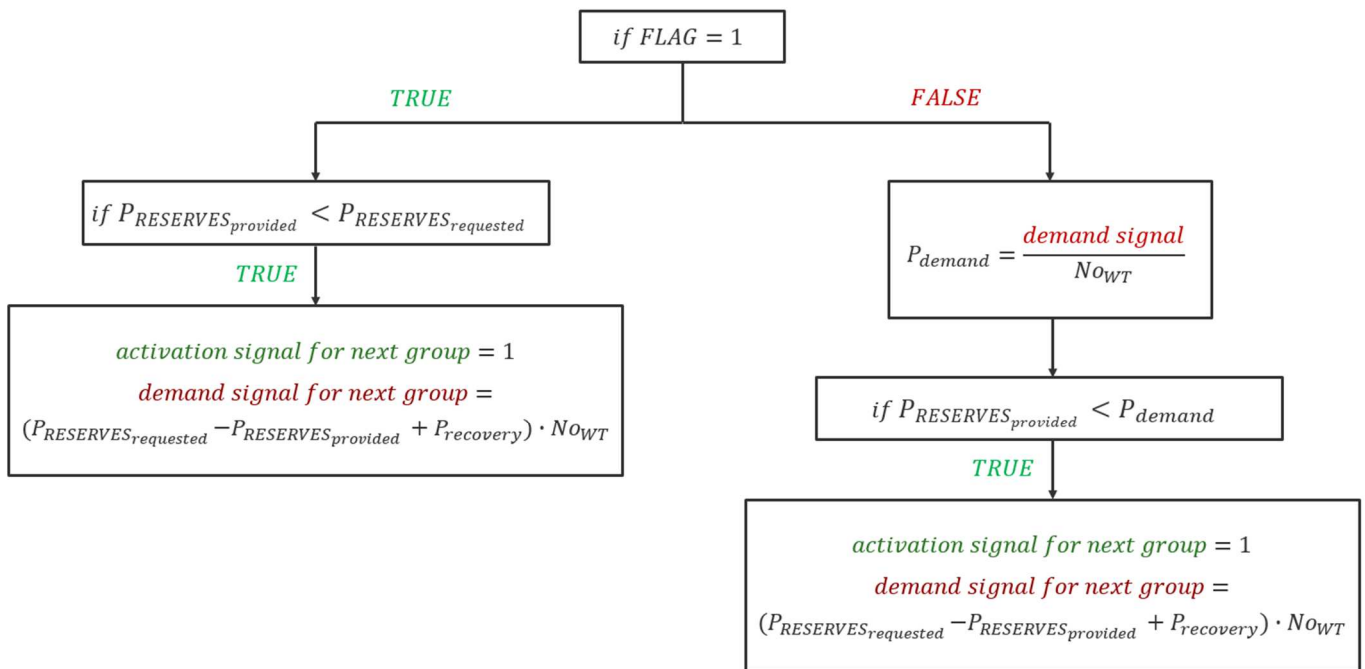 if FLAG = 1
TRUE
FALSE
if P_RESERVES_provided < P_RESERVES_requested
TRUE
activation signal for next group = 1
demand signal for next group =
(P_RESERVES_requested −P_RESERVES_provided + P_recovery) · No_WT
P_demand = demand signal / No_WT
if P_RESERVES_provided < P_demand
TRUE
activation signal for next group = 1
demand signal for next group =
(P_RESERVES_requested −P_RESERVES_provided + P_recovery) · No_WT